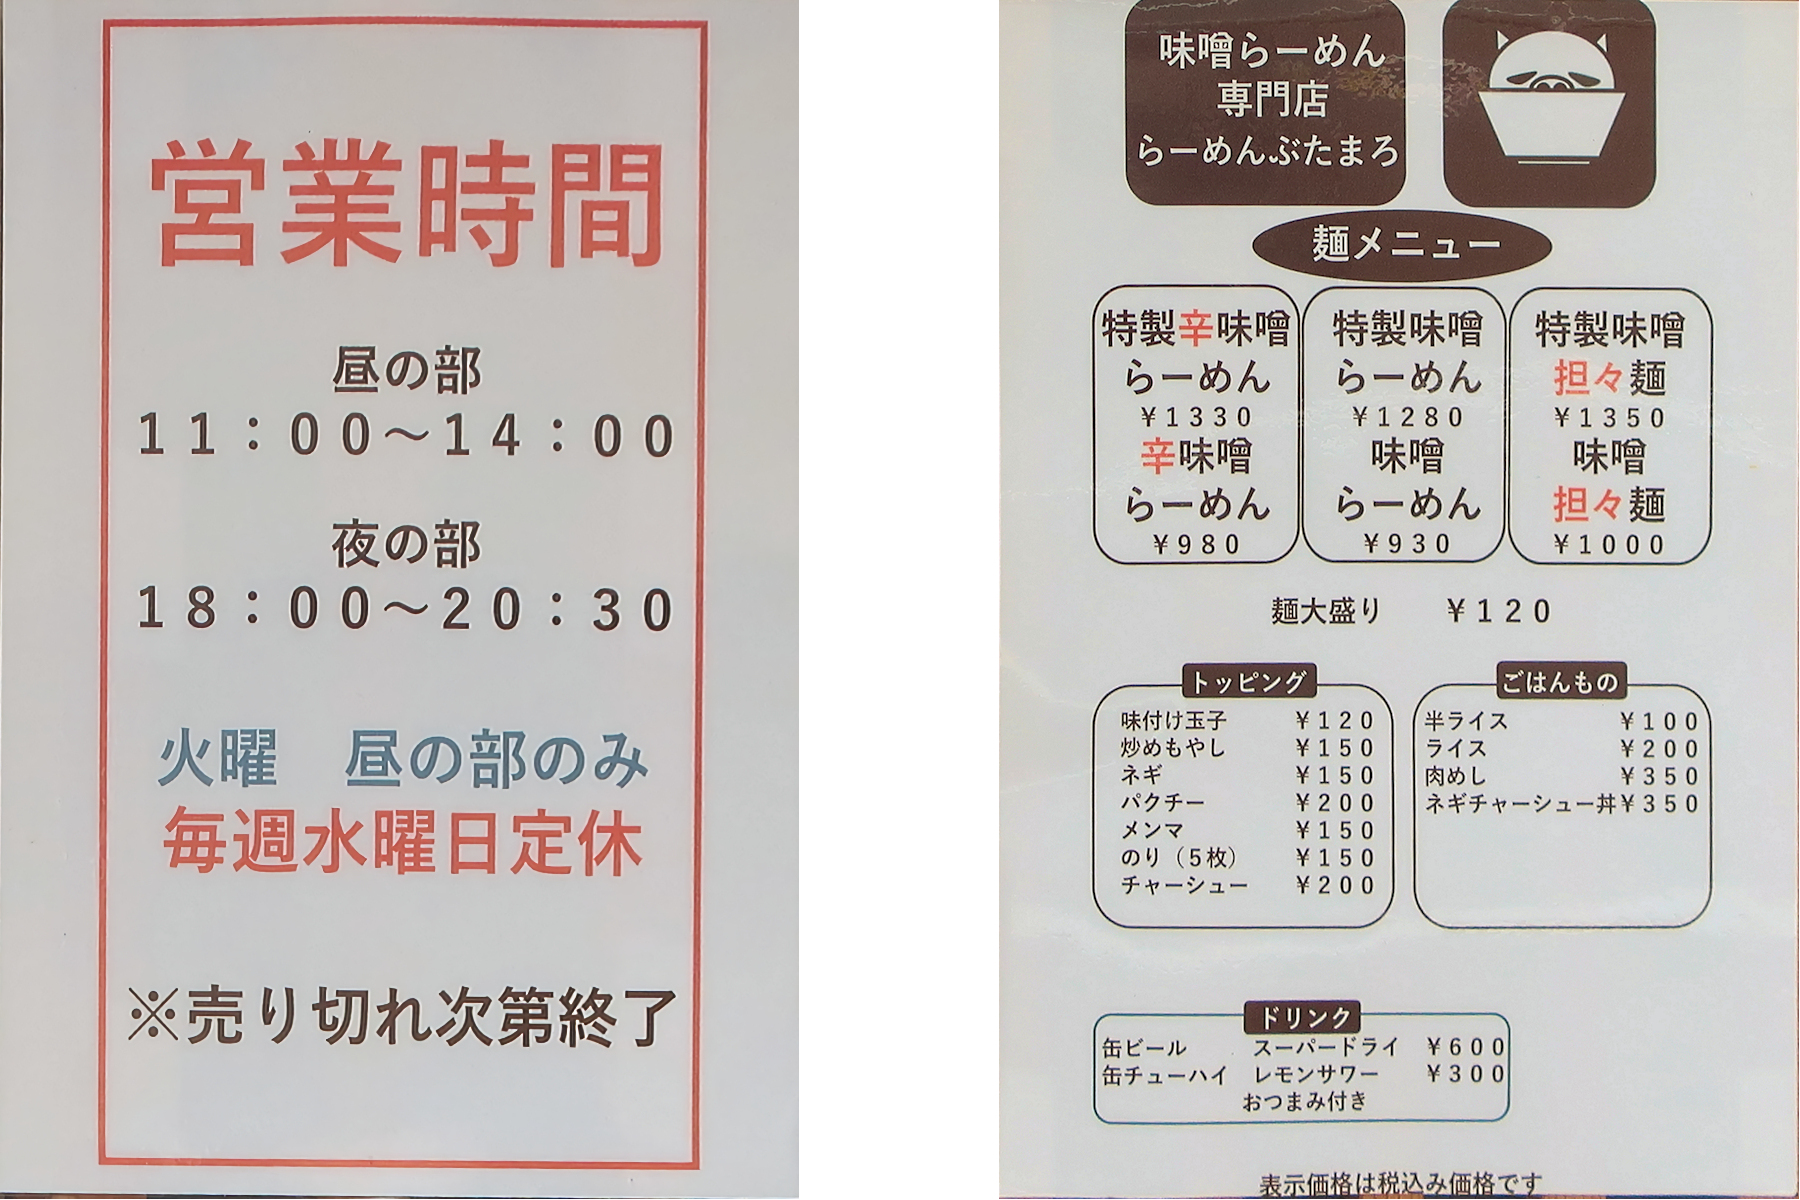 営業時間
昼の部
11:00～14:00
夜の部
18:00～20:30
火曜　昼の部のみ
毎週水曜日定休
※売り切れ次第終了
味噌らーめん
専門店
らーめんぶたまろ
麺メニュー
特製辛味噌
らーめん
¥1330
辛味噌
らーめん
¥980
特製味噌
らーめん
¥1280
味噌
らーめん
¥930
特製味噌
担々麺
¥1350
味噌
担々麺
¥1000
麺大盛り　¥120
トッピング
味付け玉子　¥120
炒めもやし　¥150
ネギ　¥150
パクチー　¥200
メンマ　¥150
のり（5枚）　¥150
チャーシュー　¥200
ごはんもの
半ライス　¥100
ライス　¥200
肉めし　¥350
ネギチャーシュー丼¥350
ドリンク
缶ビール　スーパードライ　¥600
缶チューハイ　レモンサワー　¥300
おつまみ付き
表示価格は税込み価格です